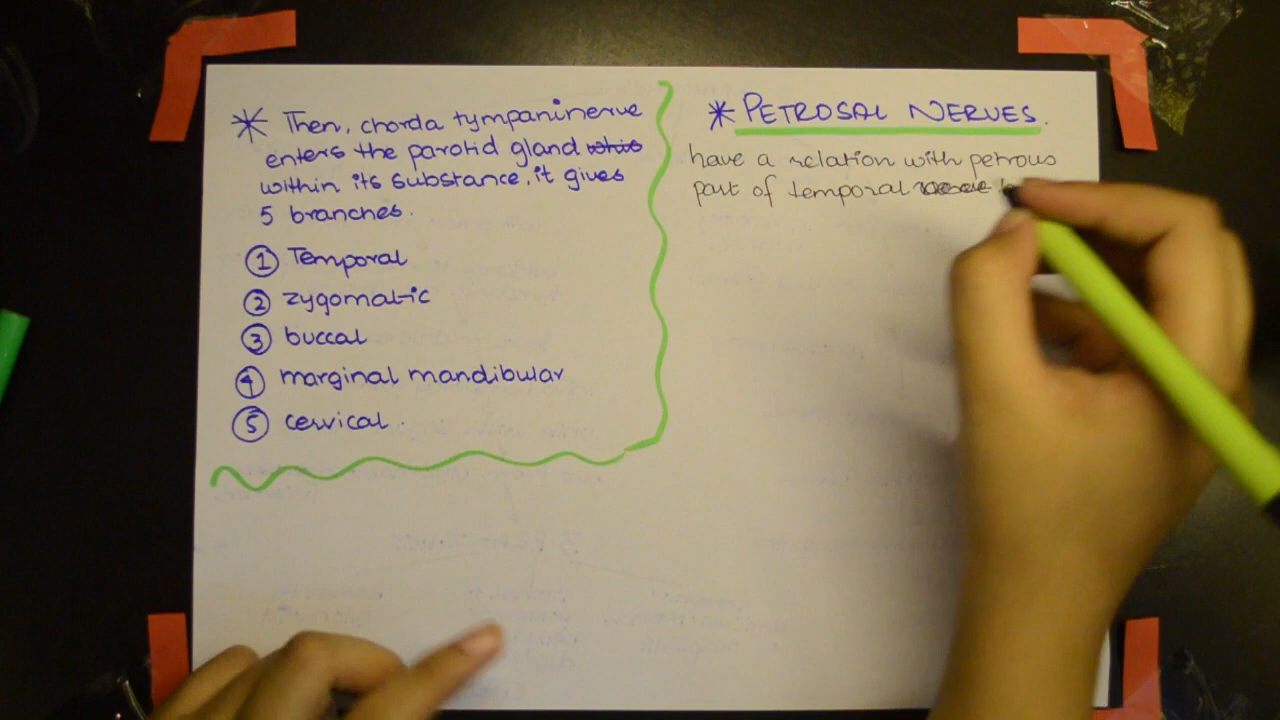 * Then, chorda tympani nerve
enters the parotid gland
within its substance, it gives
5 branches.
① Temporal
② zygomatic
③ buccal
④ marginal mandibular
⑤ cervical.
* PETROSAL NERVES.
have a relation with petrous
part of temporal